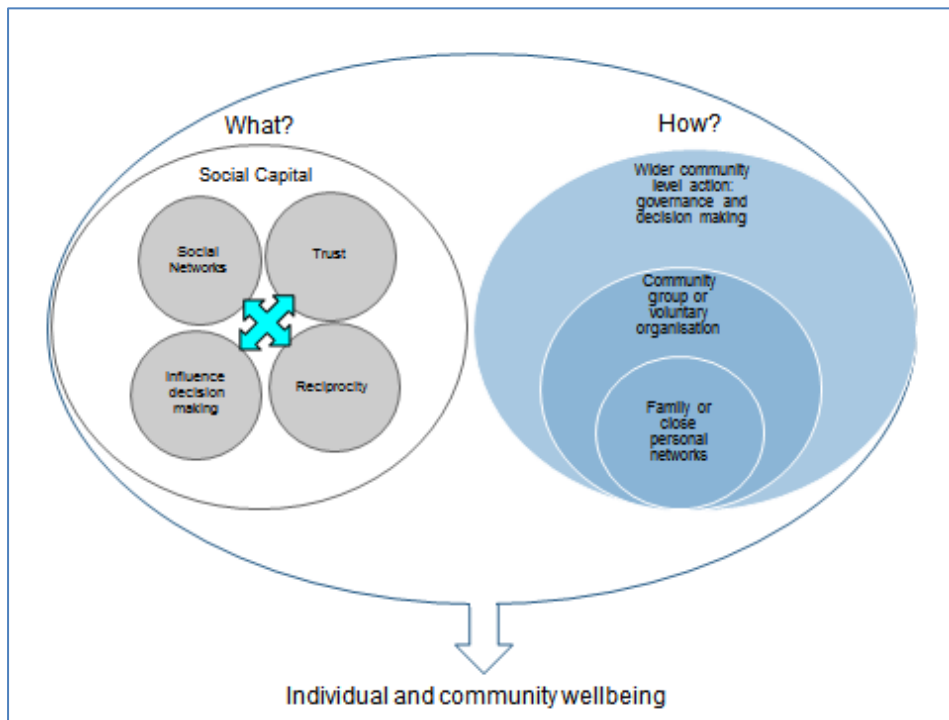 What?
Social Capital
Social
Networks
Trust
Influence
decision
making
Reciprocity
How?
Wider community
level action:
governance and
decision making
Community
group or
voluntary
organisation
Family or
close
personal
networks
Individual and community wellbeing